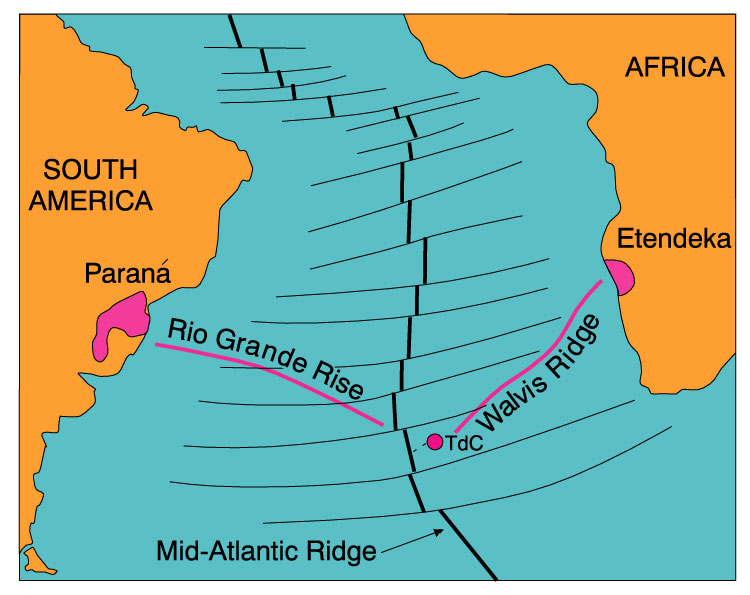 AFRICA
SOUTH
AMERICA
Etendeka
Paraná
Rio Grande Rise
Walvis Ridge
TdC
Mid-Atlantic Ridge